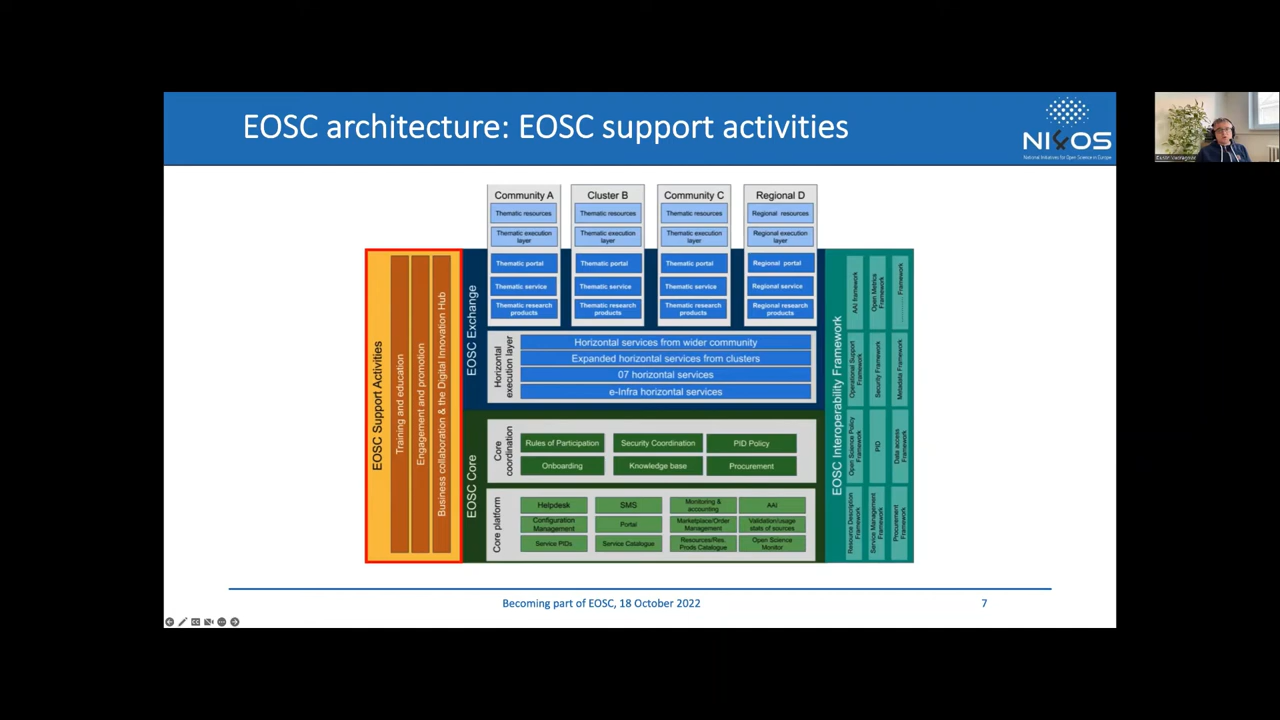 EOSC architecture: EOSC support activities
NI4OS
National Initiatives for Open Science in Europe
Community A
Thematic resources
Thematic execution
layer
Thematic portal
Thematic service
Thematic research
products
Cluster B
Thematic resources
Thematic execution
layer
Thematic portal
Thematic service
Thematic research
products
Community C
Thematic resources
Thematic execution
layer
Thematic portal
Thematic service
Thematic research
products
Regional D
Regional resources
Regional execution
layer
Regional portal
Regional service
Regional research
products
EOSC Support Activities
Training and education
Engagement and promotion
Business collaboration & the Digital Innovation Hub
EOSC Exchange
Horizontal
execution layer
Horizontal services from wider community
Expanded horizontal services from clusters
07 horizontal services
e-Infra horizontal services
EOSC Core
Core
coordination
Rules of Participation
Security Coordination
PID Policy
Onboarding
Knowledge base
Procurement
Core platform
Helpdesk
SMS
Monitoring &
accounting
AAI
Configuration
Management
Portal
Marketplace/Order
Management
Validation/usage
stats of sources
Service PIDs
Service Catalogue
Resources/Res.
Prods Catalogue
Open Science
Monitor
EOSC Interoperability Framework
AAI framework
Open Metrics
Framework
Framework
Operational Support
Framework
Security Framework
Metadata Framework
Open Science Policy
Framework
PID
Data access
Framework
Resource Description
Framework
Service Management
Framework
Procurement
Framework
Becoming part of EOSC, 18 October 2022
7